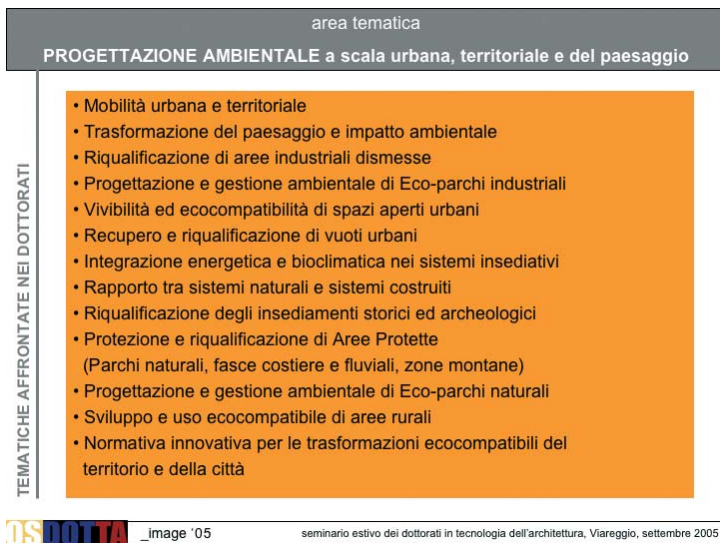 area tematica
PROGETTAZIONE AMBIENTALE a scala urbana, territoriale e del paesaggio
TEMATICHE AFFRONTATE NEI DOTTORATI
• Mobilità urbana e territoriale
• Trasformazione del paesaggio e impatto ambientale
• Riqualificazione di aree industriali dismesse
• Progettazione e gestione ambientale di Eco-parchi industriali
• Vivibilità ed ecocompatibilità di spazi aperti urbani
• Recupero e riqualificazione di vuoti urbani
• Integrazione energetica e bioclimatica nei sistemi insediativi
• Rapporto tra sistemi naturali e sistemi costruiti
• Riqualificazione degli insediamenti storici ed archeologici
• Protezione e riqualificazione di Aree Protette
(Parchi naturali, fasce costiere e fluviali, zone montane)
• Progettazione e gestione ambientale di Eco-parchi naturali
• Sviluppo e uso ecocompatibile di aree rurali
• Normativa innovativa per le trasformazioni ecocompatibili del
territorio e della città
OSDOTTA _image '05 seminario estivo dei dottorati in tecnologia dell'architettura, Viareggio, settembre 2005